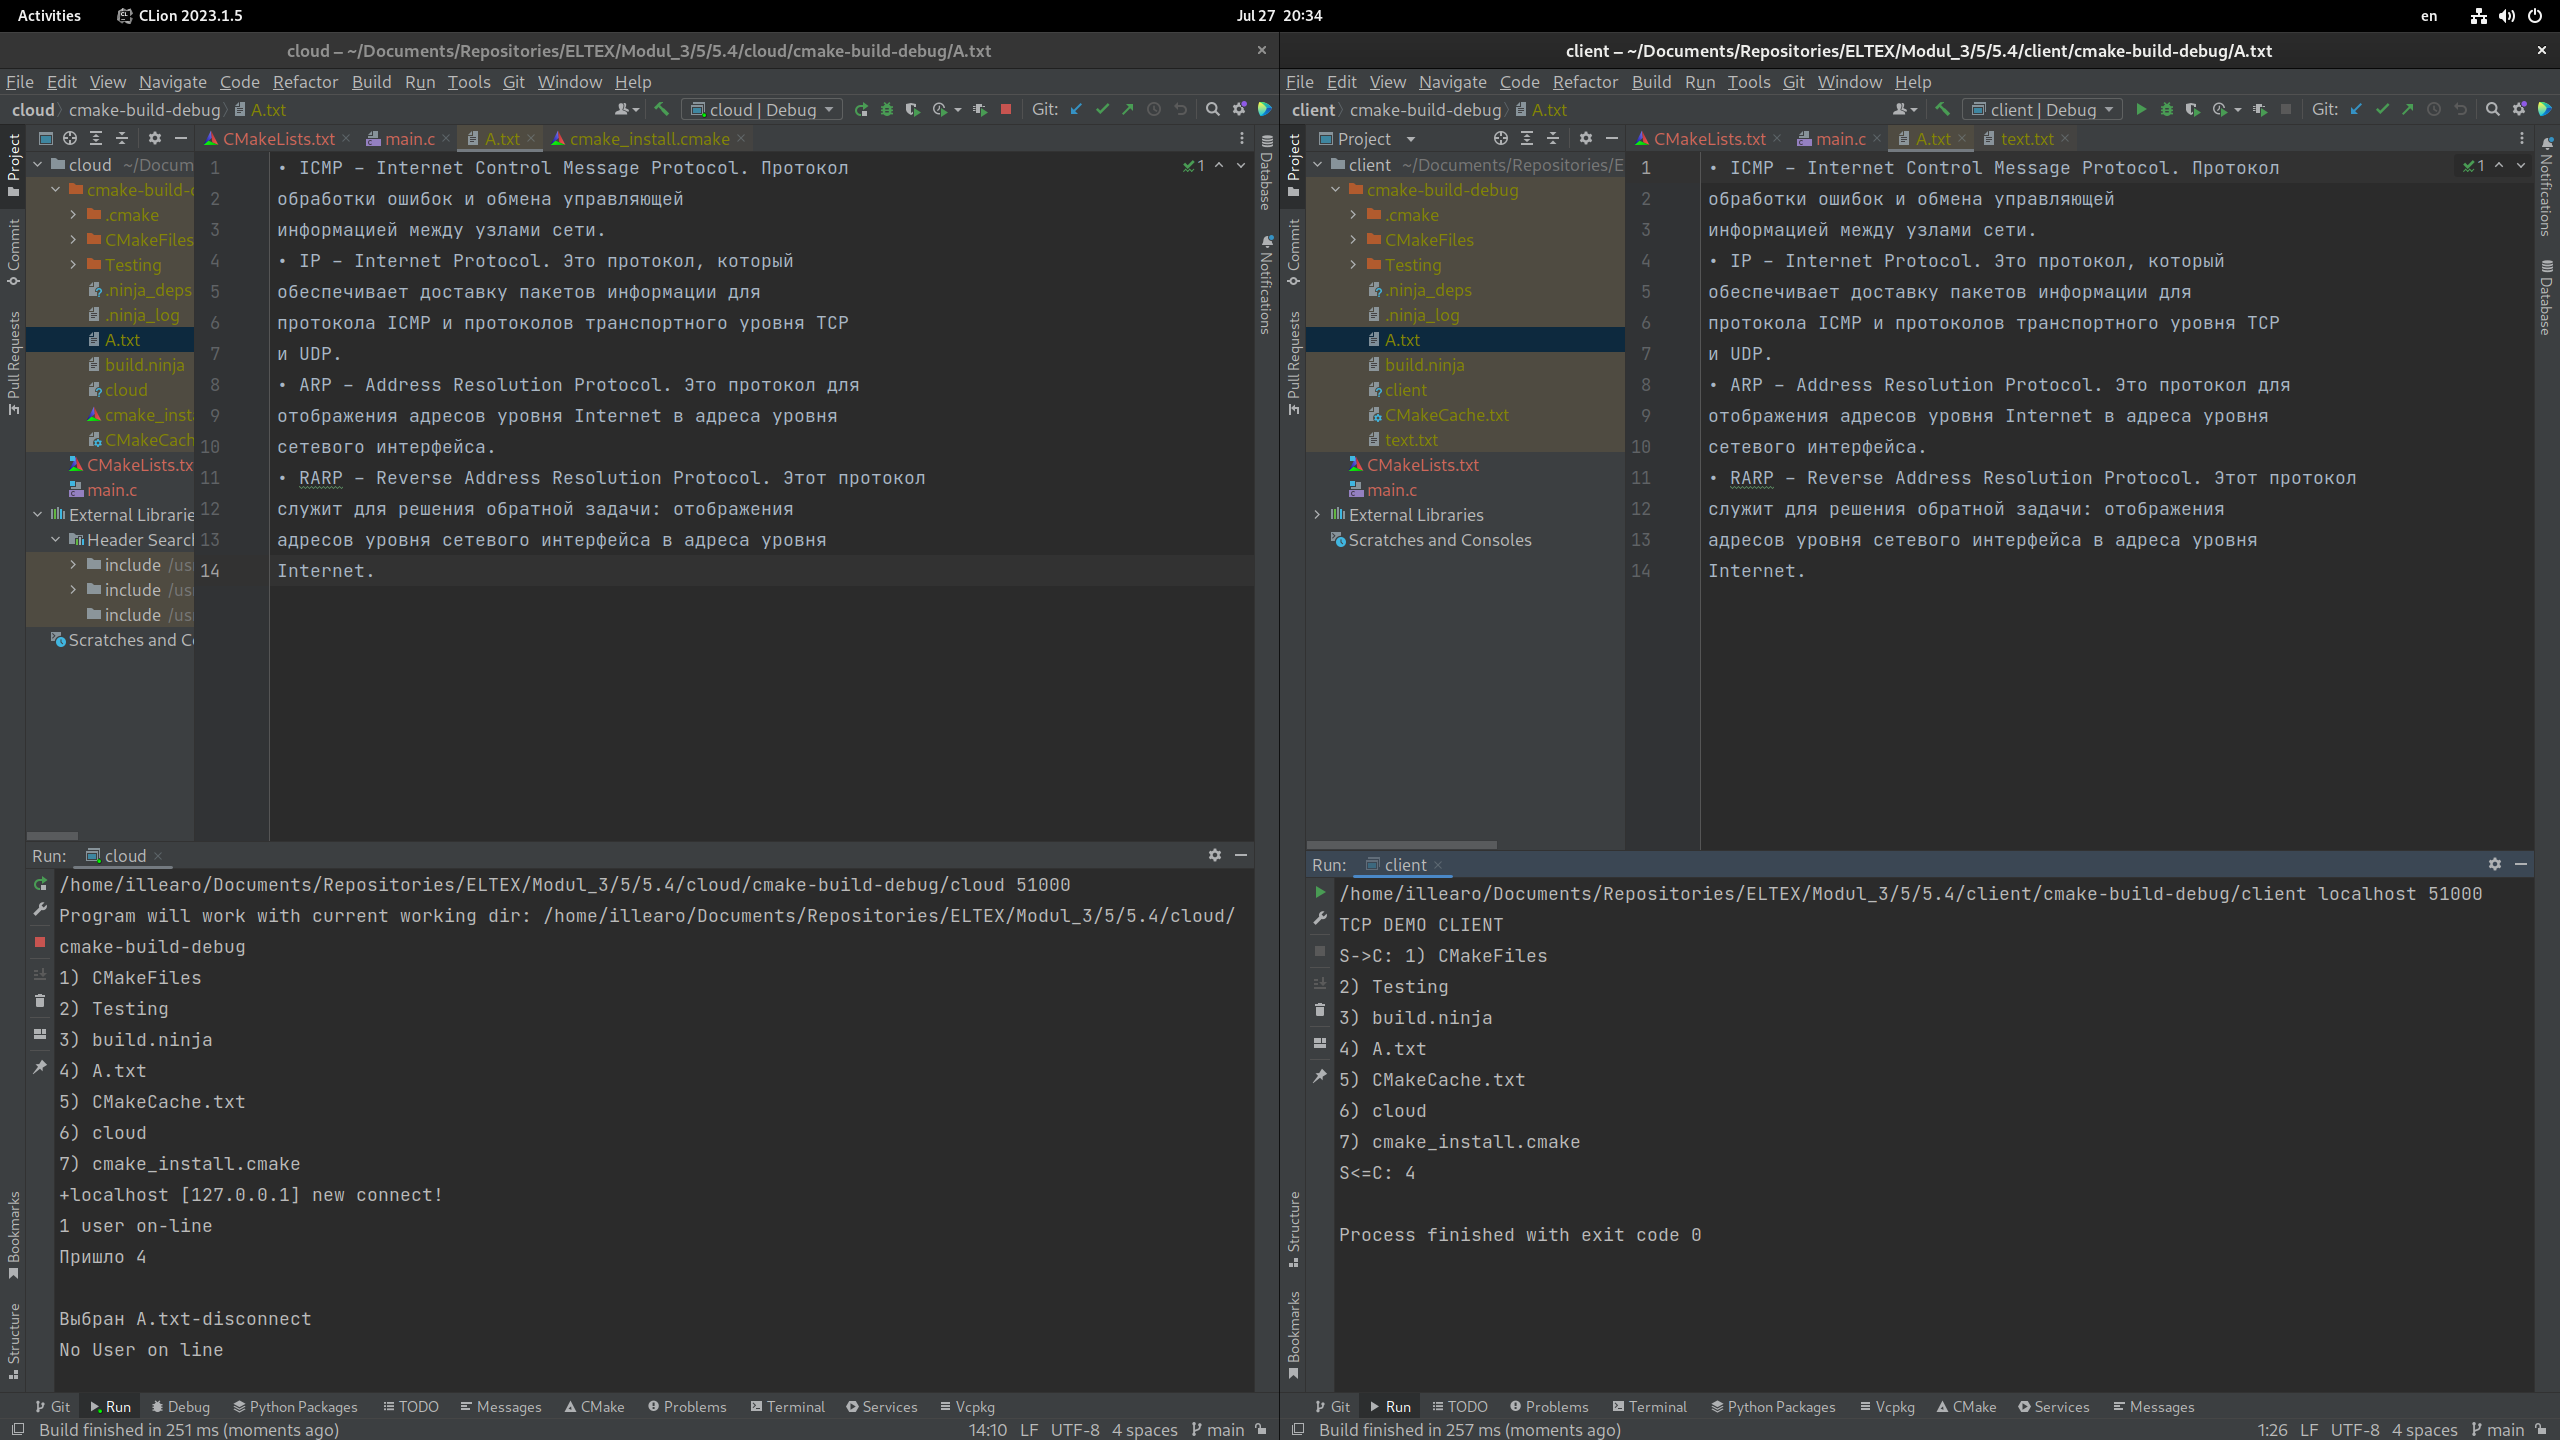 Activities CLion 2023.1.5 Jul 27 20:34 en
cloud – ~/Documents/Repositories/ELTEX/Modul_3/5/5.4/cloud/cmake-build-debug/A.txt
File Edit View Navigate Code Refactor Build Run Tools Git Window Help
cloud cmake-build-debug A.txt cloud | Debug Git:
Project
Commit
Pull Requests
Bookmarks
Structure
CMakeLists.txt main.c A.txt cmake_install.cmake
cloud ~/Docum
cmake-build-d
.cmake
CMakeFiles
Testing
.ninja_deps
.ninja_log
A.txt
build.ninja
cloud
cmake_inst
CMakeCach
CMakeLists.tx
main.c
External Librarie
Header Search
include /us
include /us
include /us
Scratches and Co
1 • ICMP – Internet Control Message Protocol. Протокол
2 обработки ошибок и обмена управляющей
3 информацией между узлами сети.
4 • IP – Internet Protocol. Это протокол, который
5 обеспечивает доставку пакетов информации для
6 протокола ICMP и протоколов транспортного уровня TCP
7 и UDP.
8 • ARP – Address Resolution Protocol. Это протокол для
9 отображения адресов уровня Internet в адреса уровня
10 сетевого интерфейса.
11 • RARP – Reverse Address Resolution Protocol. Этот протокол
12 служит для решения обратной задачи: отображения
13 адресов уровня сетевого интерфейса в адреса уровня
14 Internet.
1
Database
Notifications
Run: cloud
/home/illearo/Documents/Repositories/ELTEX/Modul_3/5/5.4/cloud/cmake-build-debug/cloud 51000
Program will work with current working dir: /home/illearo/Documents/Repositories/ELTEX/Modul_3/5/5.4/cloud/
cmake-build-debug
1) CMakeFiles
2) Testing
3) build.ninja
4) A.txt
5) CMakeCache.txt
6) cloud
7) cmake_install.cmake
+localhost [127.0.0.1] new connect!
1 user on-line
Пришло 4
Выбран A.txt-disconnect
No User on line
Git Run Debug Python Packages TODO Messages CMake Problems Terminal Services Vcpkg
Build finished in 251 ms (moments ago) 14:10 LF UTF-8 4 spaces main
client – ~/Documents/Repositories/ELTEX/Modul_3/5/5.4/client/cmake-build-debug/A.txt
File Edit View Navigate Code Refactor Build Run Tools Git Window Help
client cmake-build-debug A.txt client | Debug Git:
Project
Commit
Pull Requests
Structure
Bookmarks
Project CMakeLists.txt main.c A.txt text.txt
client ~/Documents/Repositories/E
cmake-build-debug
.cmake
CMakeFiles
Testing
.ninja_deps
.ninja_log
A.txt
build.ninja
client
CMakeCache.txt
text.txt
CMakeLists.txt
main.c
External Libraries
Scratches and Consoles
1 • ICMP – Internet Control Message Protocol. Протокол
2 обработки ошибок и обмена управляющей
3 информацией между узлами сети.
4 • IP – Internet Protocol. Это протокол, который
5 обеспечивает доставку пакетов информации для
6 протокола ICMP и протоколов транспортного уровня TCP
7 и UDP.
8 • ARP – Address Resolution Protocol. Это протокол для
9 отображения адресов уровня Internet в адреса уровня
10 сетевого интерфейса.
11 • RARP – Reverse Address Resolution Protocol. Этот протокол
12 служит для решения обратной задачи: отображения
13 адресов уровня сетевого интерфейса в адреса уровня
14 Internet.
1
Notifications
Database
Run: client
/home/illearo/Documents/Repositories/ELTEX/Modul_3/5/5.4/client/cmake-build-debug/client localhost 51000
TCP DEMO CLIENT
S->C: 1) CMakeFiles
2) Testing
3) build.ninja
4) A.txt
5) CMakeCache.txt
6) cloud
7) cmake_install.cmake
S<=C: 4
Process finished with exit code 0
Git Run TODO Problems Terminal Python Packages Vcpkg CMake Services Messages
Build finished in 257 ms (moments ago) 1:26 LF UTF-8 4 spaces main